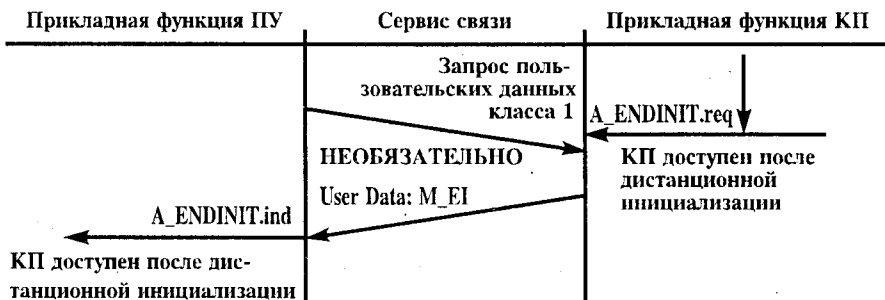 Прикладная функция ПУ
Сервис связи
Прикладная функция КП
Запрос поль-
зовательских данных
класса 1
A_ENDINIT.req
НЕОБЯЗАТЕЛЬНО
КП доступен после
дистанционной
инициализации
User Data: M_EI
A_ENDINIT.ind
КП доступен после дис-
танционной инициализации